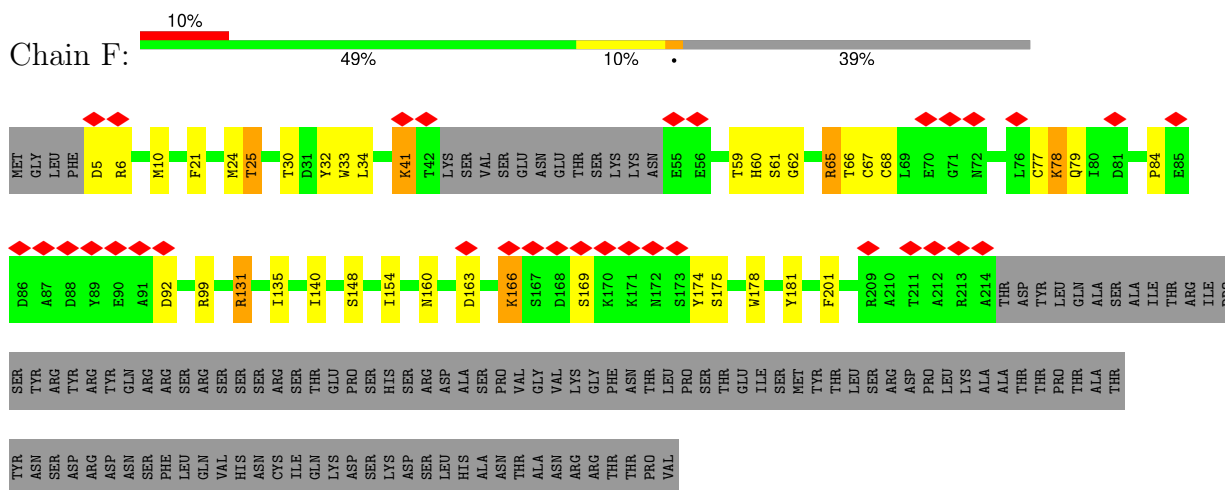 10%
Chain F:
49% 10% • 39%
MET GLY LEU PHE D5 R6 M10 F21 M24 T25 T30 D31 Y32 W33 L34 K41 T42 LYS SER VAL SER GLU ASN GLU THR SER LYS LYS ASN E55 E56 T59 H60 S61 G62 R65 T66 C67 C68 L69 E70 G71 N72 L76 C77 K78 Q79 I80 D81 P84 E85
D86 A87 D88 Y89 E90 A91 D92 R99 R131 I135 I140 S148 I154 N160 D163 K166 S167 D168 S169 K170 K171 N172 S173 Y174 S175 W178 Y181 F201 R209 A210 T211 A212 R213 A214 THR ASP TYR LEU GLN ALA SER ALA ILE THR ARG ILE PRO
SER TYR ARG TYR ARG TYR GLN ARG ARG SER ARG SER SER SER ARG SER THR GLU PRO SER HIS SER ARG ASP ALA SER PRO VAL GLY VAL LYS GLY PHE ASN THR LEU PRO SER THR GLU ILE SER MET TYR THR LEU SER ARG ASP PRO LEU LYS ALA ALA THR THR PRO THR ALA THR
TYR ASN SER ASP ARG ASP ASN SER PHE LEU GLN VAL HIS ASN CYS ILE GLN LYS ASP SER LYS ASP SER LEU HIS ALA ASN THR ALA ASN ARG ARG THR THR PRO VAL